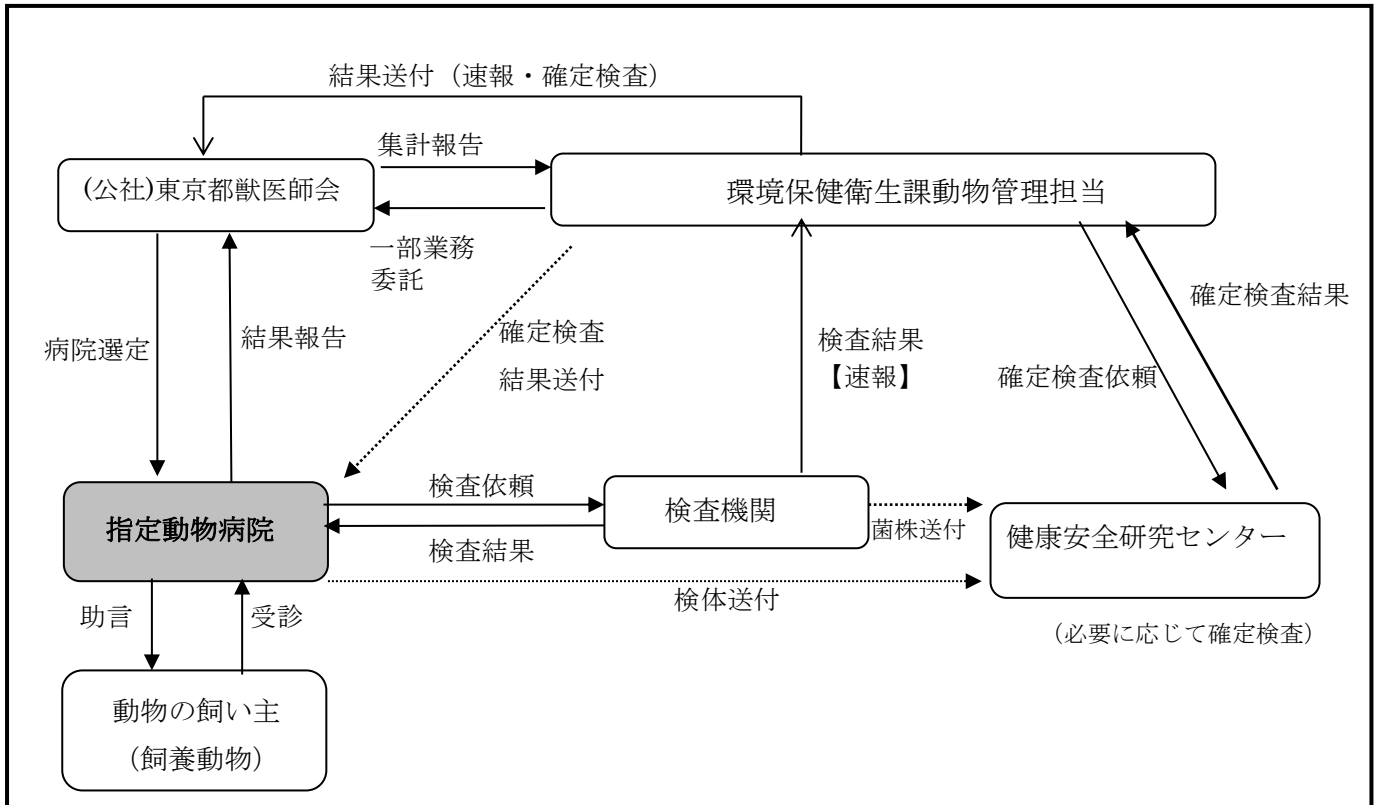 結果送付（速報・確定検査）
集計報告
(公社)東京都獣医師会
環境保健衛生課動物管理担当
一部業務
委託
病院選定
結果報告
確定検査
結果送付
検査結果
【速報】
確定検査依頼
確定検査結果
指定動物病院
検査依頼
検査結果
検査機関
菌株送付
健康安全研究センター
検体送付
（必要に応じて確定検査）
助言
受診
動物の飼い主
（飼養動物）